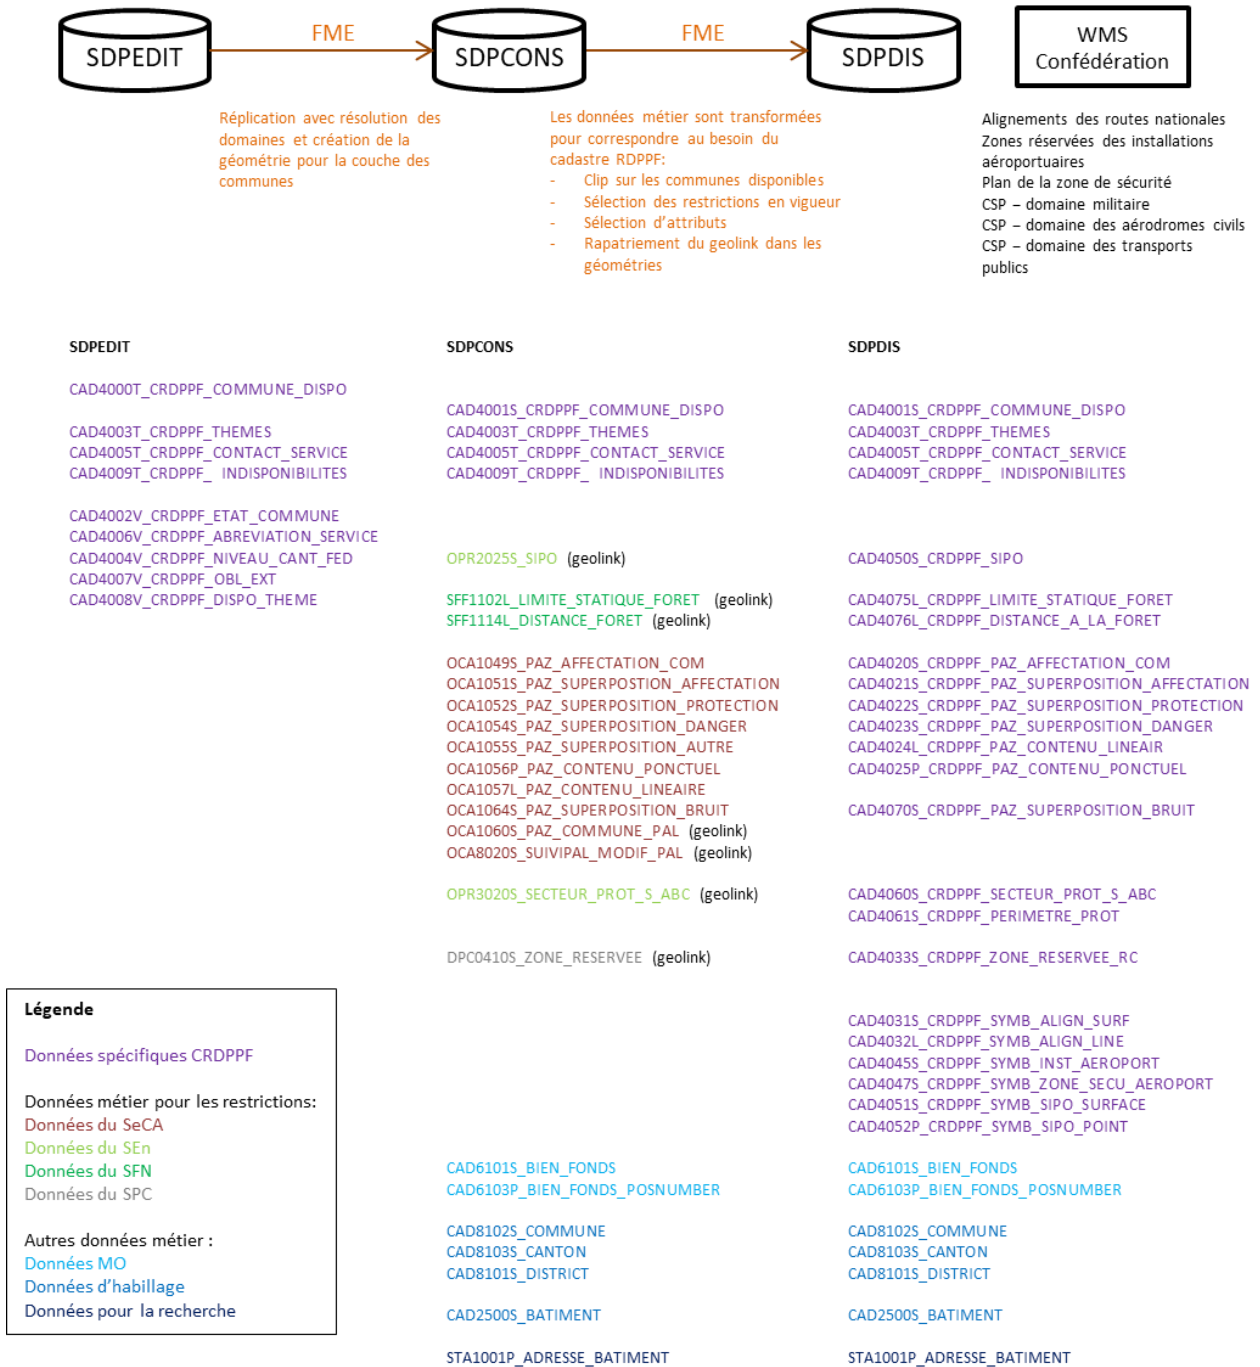 SDPEDIT
FME
SDPCONS
FME
SDPDIS
WMS
Confédération
Réplication avec résolution des
domaines et création de la
géométrie pour la couche des
communes
Les données métier sont transformées
pour correspondre au besoin du
cadastre RDPPF:
- Clip sur les communes disponibles
- Sélection des restrictions en vigueur
- Sélection d'attributs
- Rapatriement du geolink dans les
géométries
Alignements des routes nationales
Zones réservées des installations
aéroportuaires
Plan de la zone de sécurité
CSP – domaine militaire
CSP – domaine des aérodromes civils
CSP – domaine des transports
publics
SDPEDIT
CAD4000T_CRDPPF_COMMUNE_DISPO
CAD4003T_CRDPPF_THEMES
CAD4005T_CRDPPF_CONTACT_SERVICE
CAD4009T_CRDPPF_ INDISPONIBILITES
CAD4002V_CRDPPF_ETAT_COMMUNE
CAD4006V_CRDPPF_ABREVIATION_SERVICE
CAD4004V_CRDPPF_NIVEAU_CANT_FED
CAD4007V_CRDPPF_OBL_EXT
CAD4008V_CRDPPF_DISPO_THEME
SDPCONS
CAD4001S_CRDPPF_COMMUNE_DISPO
CAD4003T_CRDPPF_THEMES
CAD4005T_CRDPPF_CONTACT_SERVICE
CAD4009T_CRDPPF_ INDISPONIBILITES
OPR2025S_SIPO (geolink)
SFF1102L_LIMITE_STATIQUE_FORET (geolink)
SFF1114L_DISTANCE_FORET (geolink)
OCA1049S_PAZ_AFFECTATION_COM
OCA1051S_PAZ_SUPERPOSTION_AFFECTATION
OCA1052S_PAZ_SUPERPOSITION_PROTECTION
OCA1054S_PAZ_SUPERPOSITION_DANGER
OCA1055S_PAZ_SUPERPOSITION_AUTRE
OCA1056P_PAZ_CONTENU_PONCTUEL
OCA1057L_PAZ_CONTENU_LINEAIRE
OCA1064S_PAZ_SUPERPOSITION_BRUIT
OCA1060S_PAZ_COMMUNE_PAL (geolink)
OCA8020S_SUIVIPAL_MODIF_PAL (geolink)
OPR3020S_SECTEUR_PROT_S_ABC (geolink)
DPC0410S_ZONE_RESERVEE (geolink)
CAD6101S_BIEN_FONDS
CAD6103P_BIEN_FONDS_POSNUMBER
CAD8102S_COMMUNE
CAD8103S_CANTON
CAD8101S_DISTRICT
CAD2500S_BATIMENT
STA1001P_ADRESSE_BATIMENT
SDPDIS
CAD4001S_CRDPPF_COMMUNE_DISPO
CAD4003T_CRDPPF_THEMES
CAD4005T_CRDPPF_CONTACT_SERVICE
CAD4009T_CRDPPF_ INDISPONIBILITES
CAD4050S_CRDPPF_SIPO
CAD4075L_CRDPPF_LIMITE_STATIQUE_FORET
CAD4076L_CRDPPF_DISTANCE_A_LA_FORET
CAD4020S_CRDPPF_PAZ_AFFECTATION_COM
CAD4021S_CRDPPF_PAZ_SUPERPOSITION_AFFECTATION
CAD4022S_CRDPPF_PAZ_SUPERPOSITION_PROTECTION
CAD4023S_CRDPPF_PAZ_SUPERPOSITION_DANGER
CAD4024L_CRDPPF_PAZ_CONTENU_LINEAIR
CAD4025P_CRDPPF_PAZ_CONTENU_PONCTUEL
CAD4070S_CRDPPF_PAZ_SUPERPOSITION_BRUIT
CAD4060S_CRDPPF_SECTEUR_PROT_S_ABC
CAD4061S_CRDPPF_PERIMETRE_PROT
CAD4033S_CRDPPF_ZONE_RESERVEE_RC
CAD4031S_CRDPPF_SYMB_ALIGN_SURF
CAD4032L_CRDPPF_SYMB_ALIGN_LINE
CAD4045S_CRDPPF_SYMB_INST_AEROPORT
CAD4047S_CRDPPF_SYMB_ZONE_SECU_AEROPORT
CAD4051S_CRDPPF_SYMB_SIPO_SURFACE
CAD4052P_CRDPPF_SYMB_SIPO_POINT
CAD6101S_BIEN_FONDS
CAD6103P_BIEN_FONDS_POSNUMBER
CAD8102S_COMMUNE
CAD8103S_CANTON
CAD8101S_DISTRICT
CAD2500S_BATIMENT
STA1001P_ADRESSE_BATIMENT
Légende
Données spécifiques CRDPPF
Données métier pour les restrictions:
Données du SeCA
Données du SEn
Données du SFN
Données du SPC
Autres données métier :
Données MO
Données d'habillage
Données pour la recherche